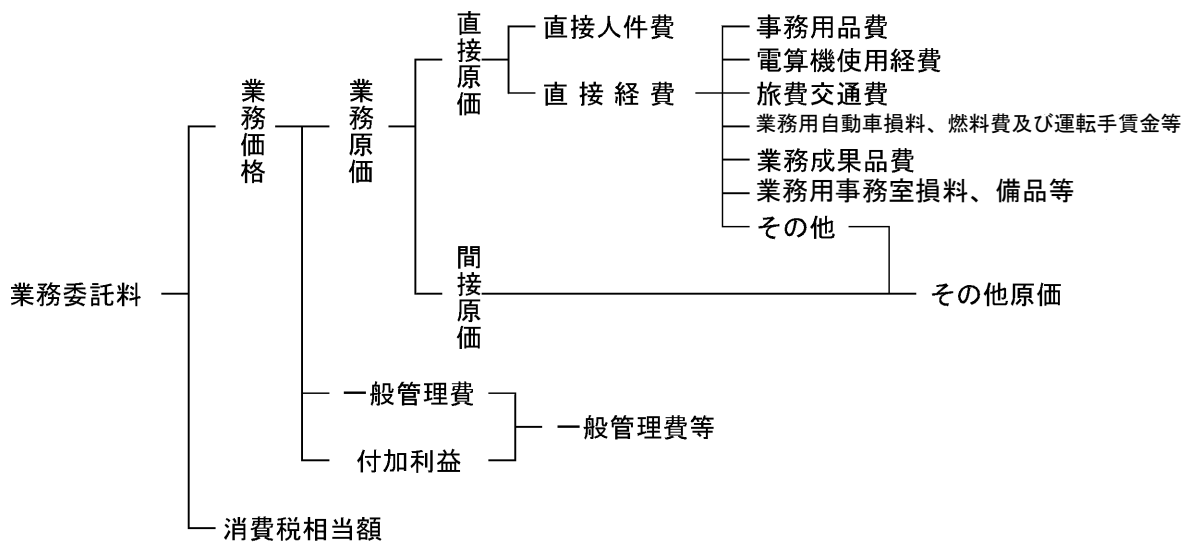 業務委託料
業務価格
業務原価
直接原価
直接人件費
直接経費
事務用品費
電算機使用経費
旅費交通費
業務用自動車損料、燃料費及び運転手賃金等
業務成果品費
業務用事務室損料、備品等
その他
間接原価
その他原価
一般管理費
付加利益
一般管理費等
消費税相当額